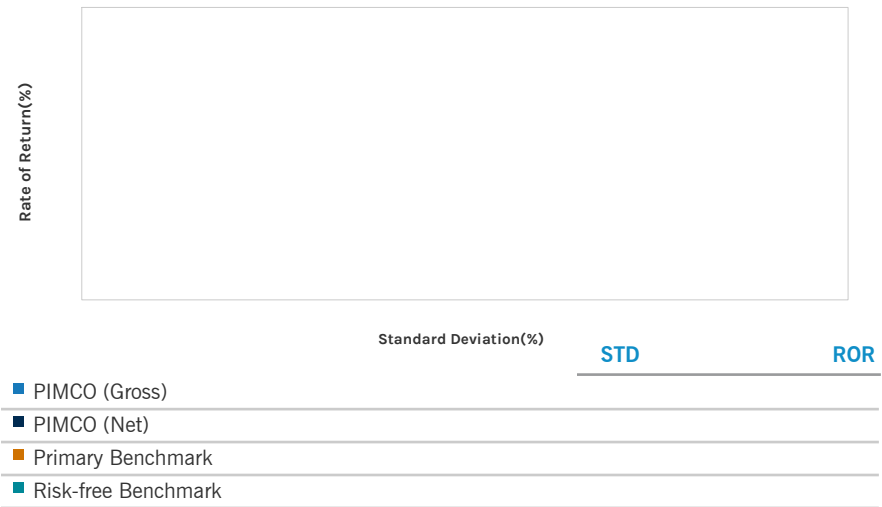 Rate of Return(%)
Standard Deviation(%)
STD ROR
PIMCO (Gross)
PIMCO (Net)
Primary Benchmark
Risk-free Benchmark